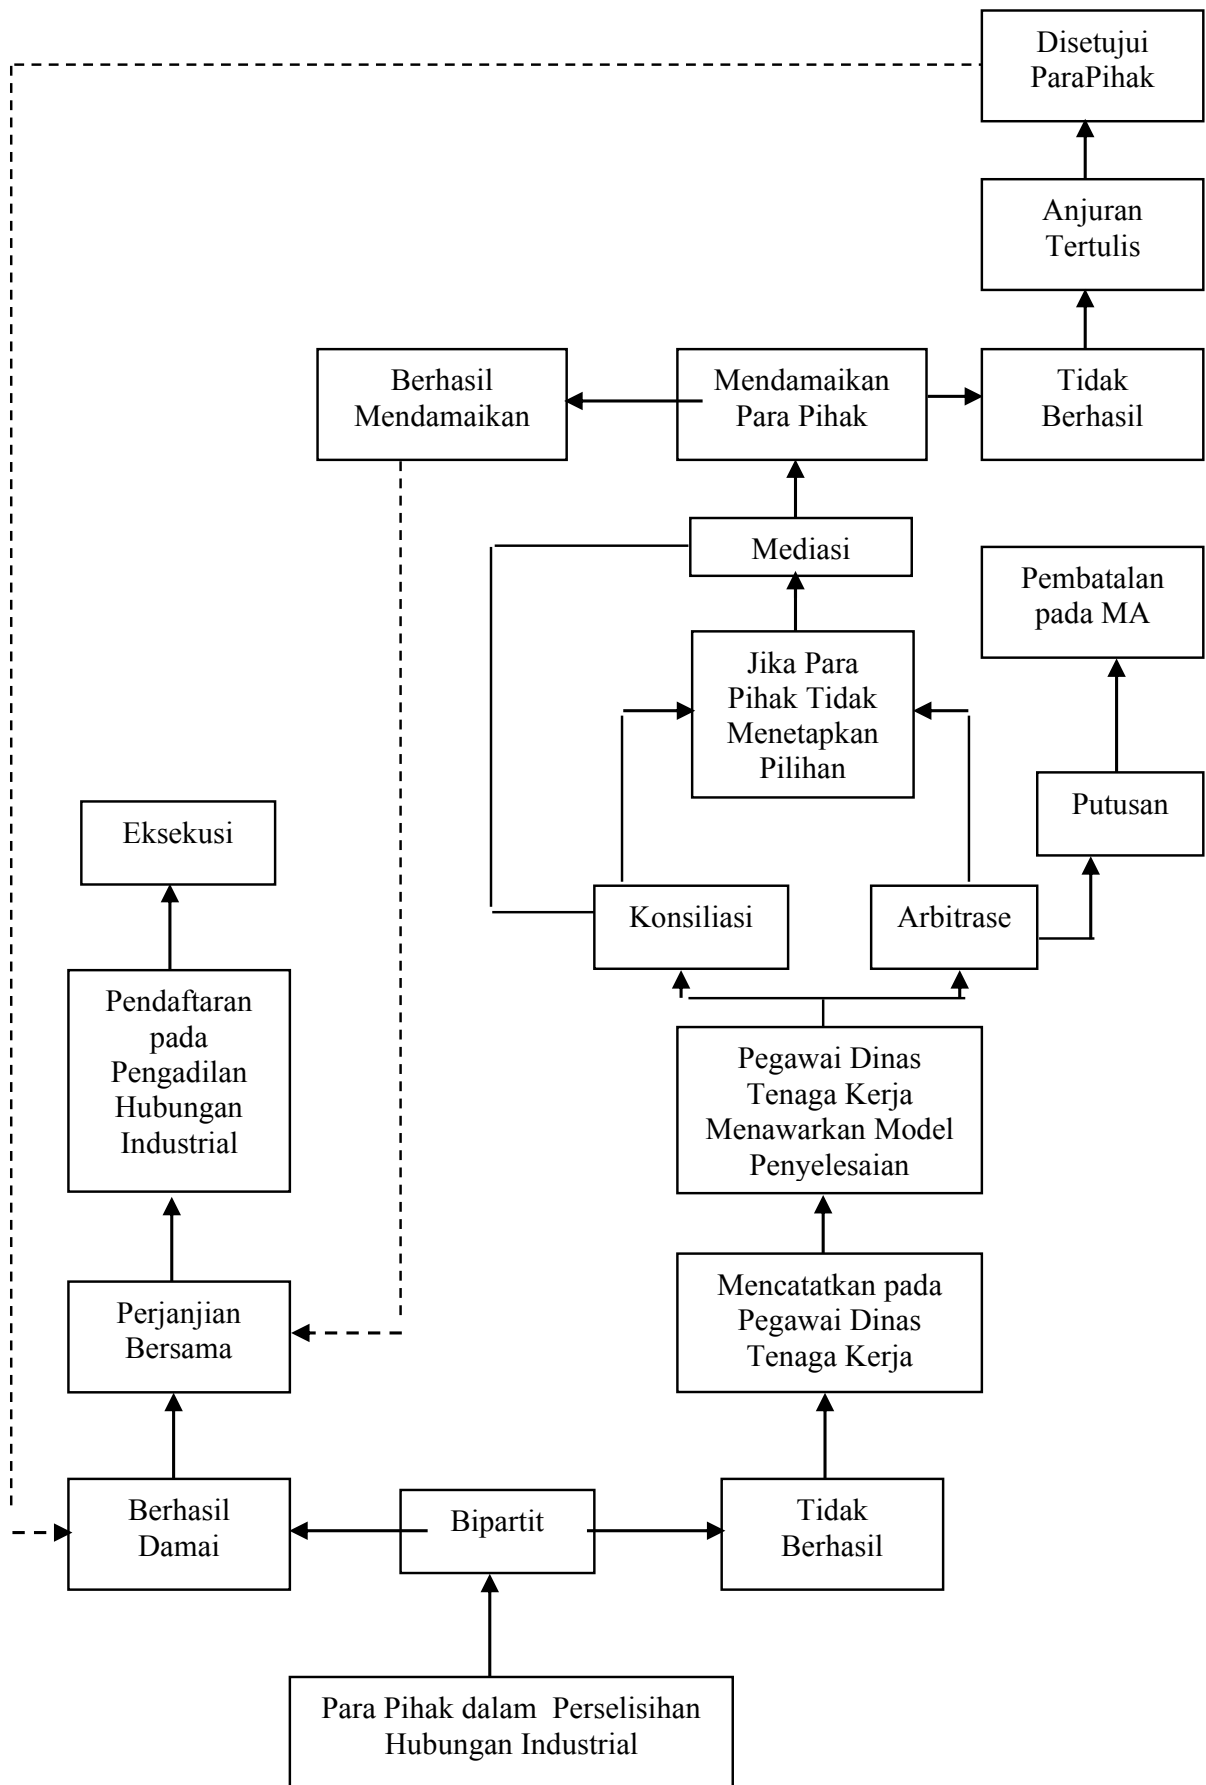 Disetujui
ParaPihak
Anjuran
Tertulis
Berhasil
Mendamaikan
Mendamaikan
Para Pihak
Tidak
Berhasil
Mediasi
Pembatalan
pada MA
Jika Para
Pihak Tidak
Menetapkan
Pilihan
Putusan
Eksekusi
Konsiliasi
Arbitrase
Pendaftaran
pada
Pengadilan
Hubungan
Industrial
Pegawai Dinas
Tenaga Kerja
Menawarkan Model
Penyelesaian
Perjanjian
Bersama
Mencatatkan pada
Pegawai Dinas
Tenaga Kerja
Berhasil
Damai
Bipartit
Tidak
Berhasil
Para Pihak dalam  Perselisihan
Hubungan Industrial